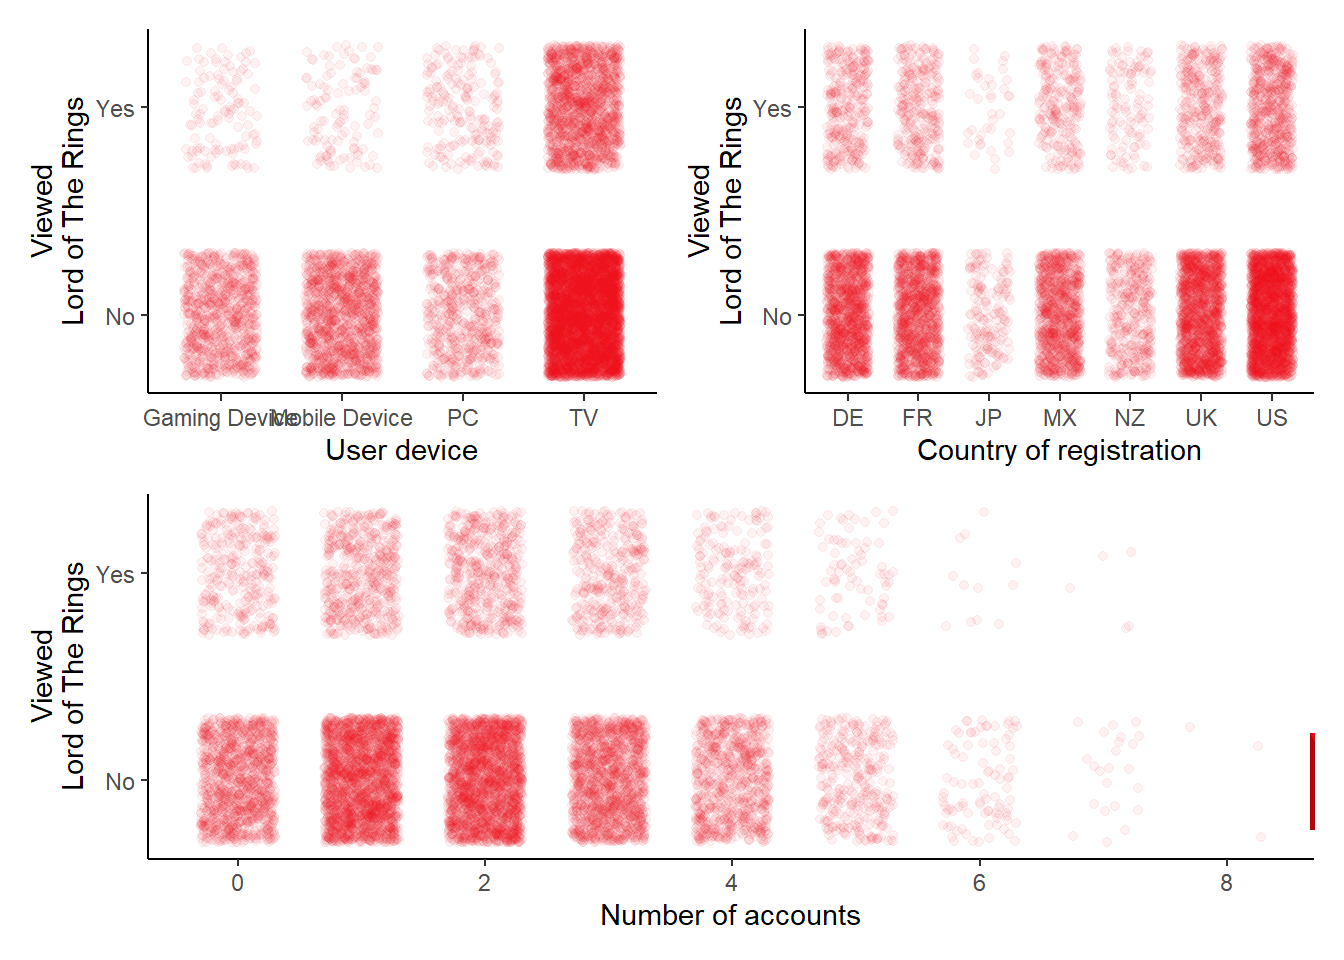 Viewed
Lord of The Rings
Yes
No
Gaming Device
Mobile Device
PC
TV
User device
Viewed
Lord of The Rings
Yes
No
DE
FR
JP
MX
NZ
UK
US
Country of registration
Viewed
Lord of The Rings
Yes
No
0
2
4
6
8
Number of accounts